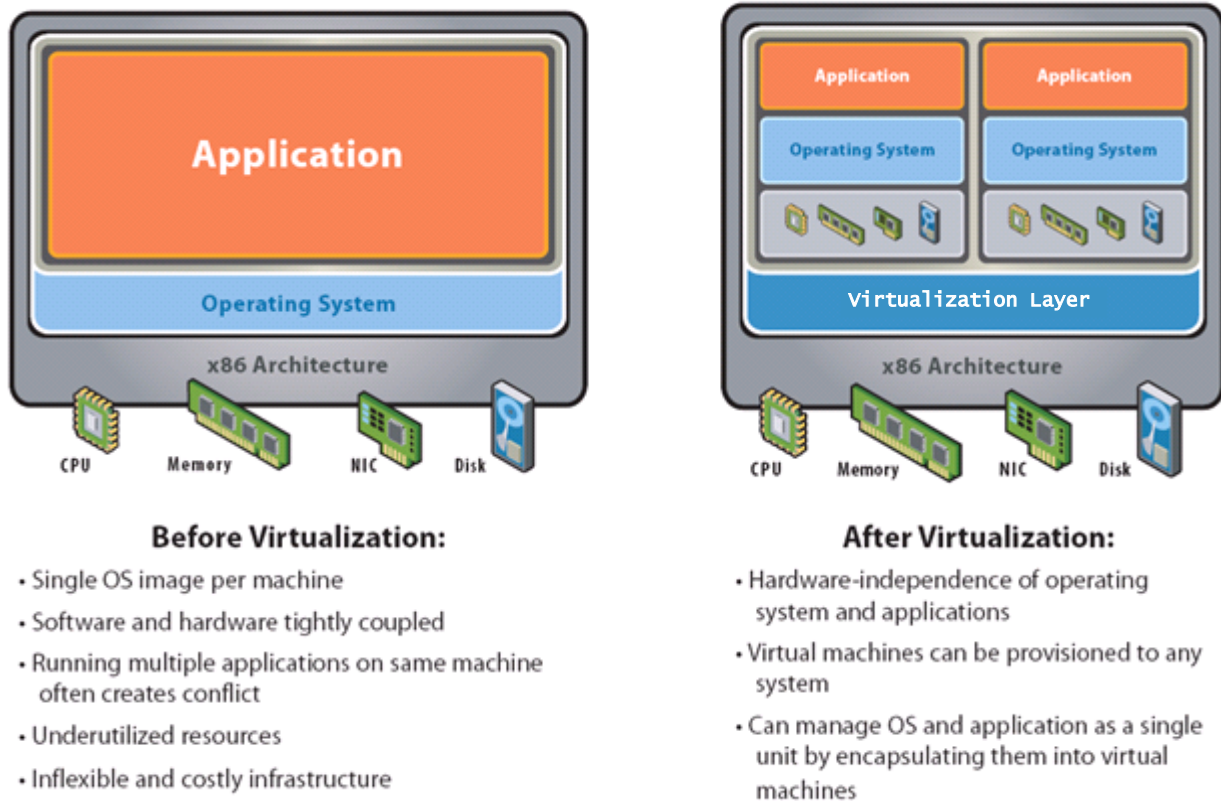 Application
Operating System
x86 Architecture
CPU
Memory
NIC
Disk
Before Virtualization:
• Single OS image per machine
• Software and hardware tightly coupled
• Running multiple applications on same machine
often creates conflict
• Underutilized resources
• Inflexible and costly infrastructure
Application Application
Operating System Operating System
Virtualization Layer
x86 Architecture
CPU
Memory
NIC
Disk
After Virtualization:
• Hardware-independence of operating
system and applications
• Virtual machines can be provisioned to any
system
• Can manage OS and application as a single
unit by encapsulating them into virtual
machines